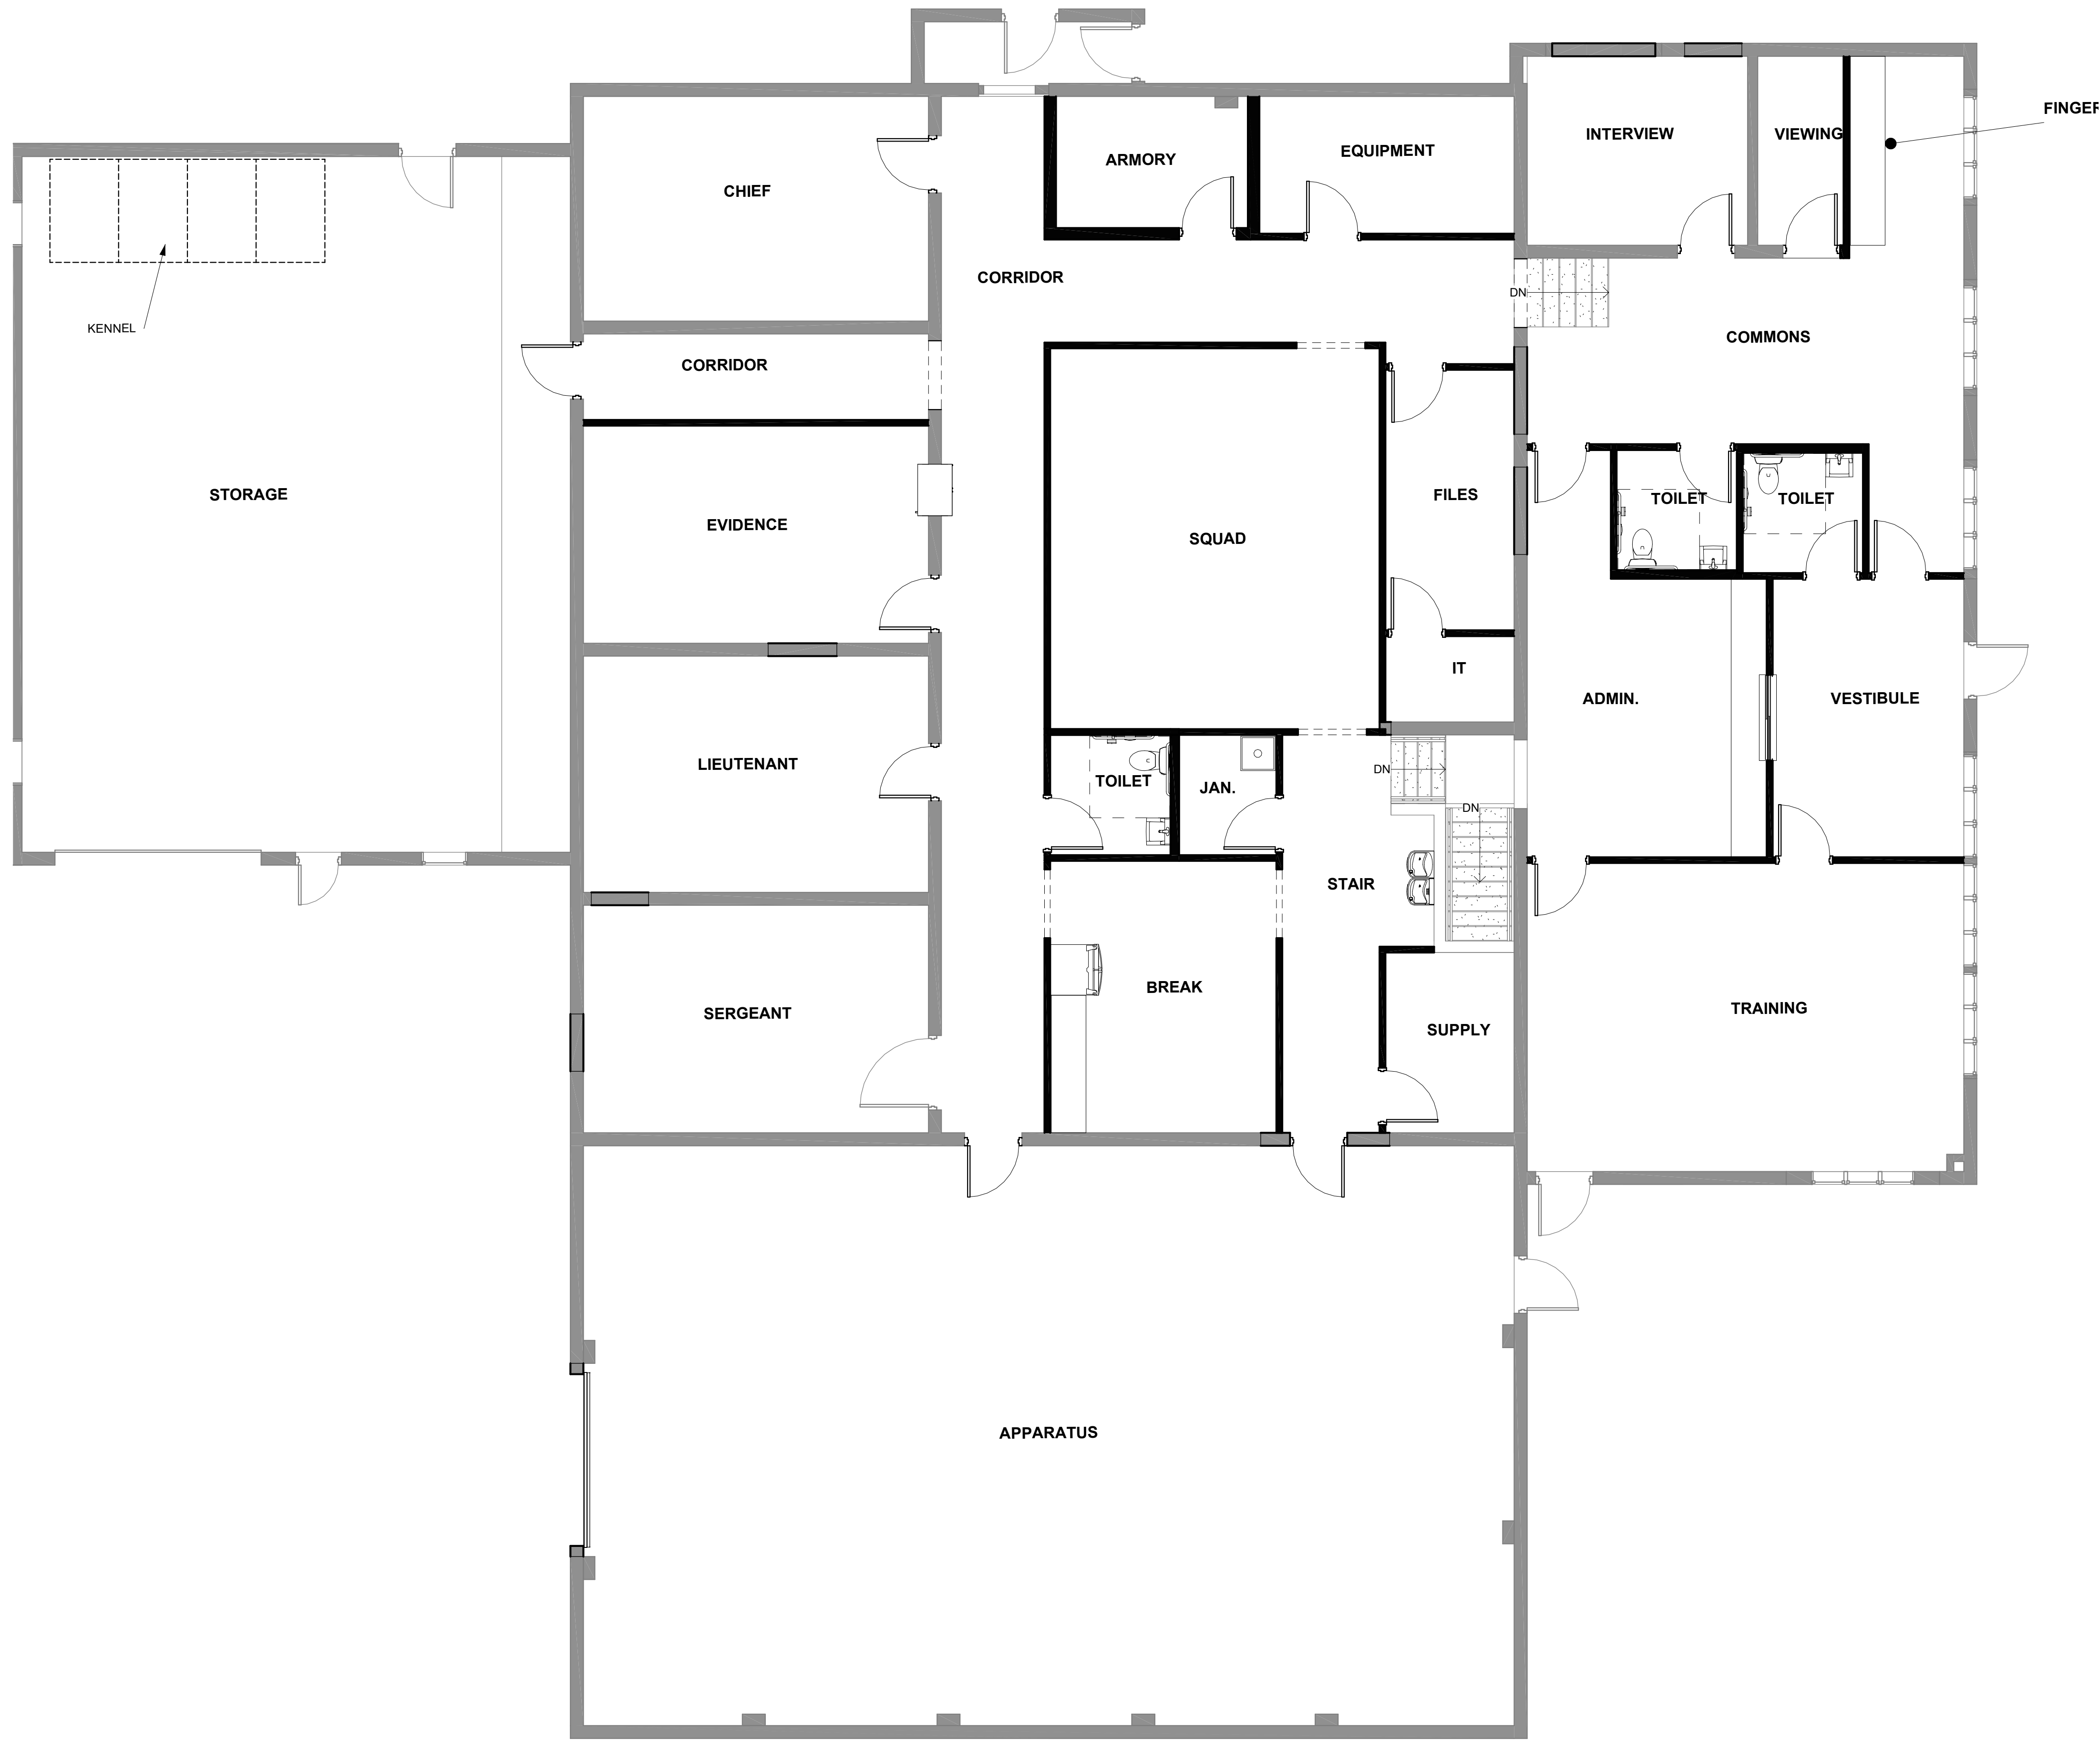 FINGER
INTERVIEW
VIEWING
EQUIPMENT
ARMORY
CHIEF
CORRIDOR
DN
KENNEL
COMMONS
CORRIDOR
STORAGE
FILES
TOILET
TOILET
EVIDENCE
SQUAD
IT
ADMIN.
VESTIBULE
LIEUTENANT
DN
TOILET
JAN.
DN
STAIR
BREAK
TRAINING
SERGEANT
SUPPLY
APPARATUS